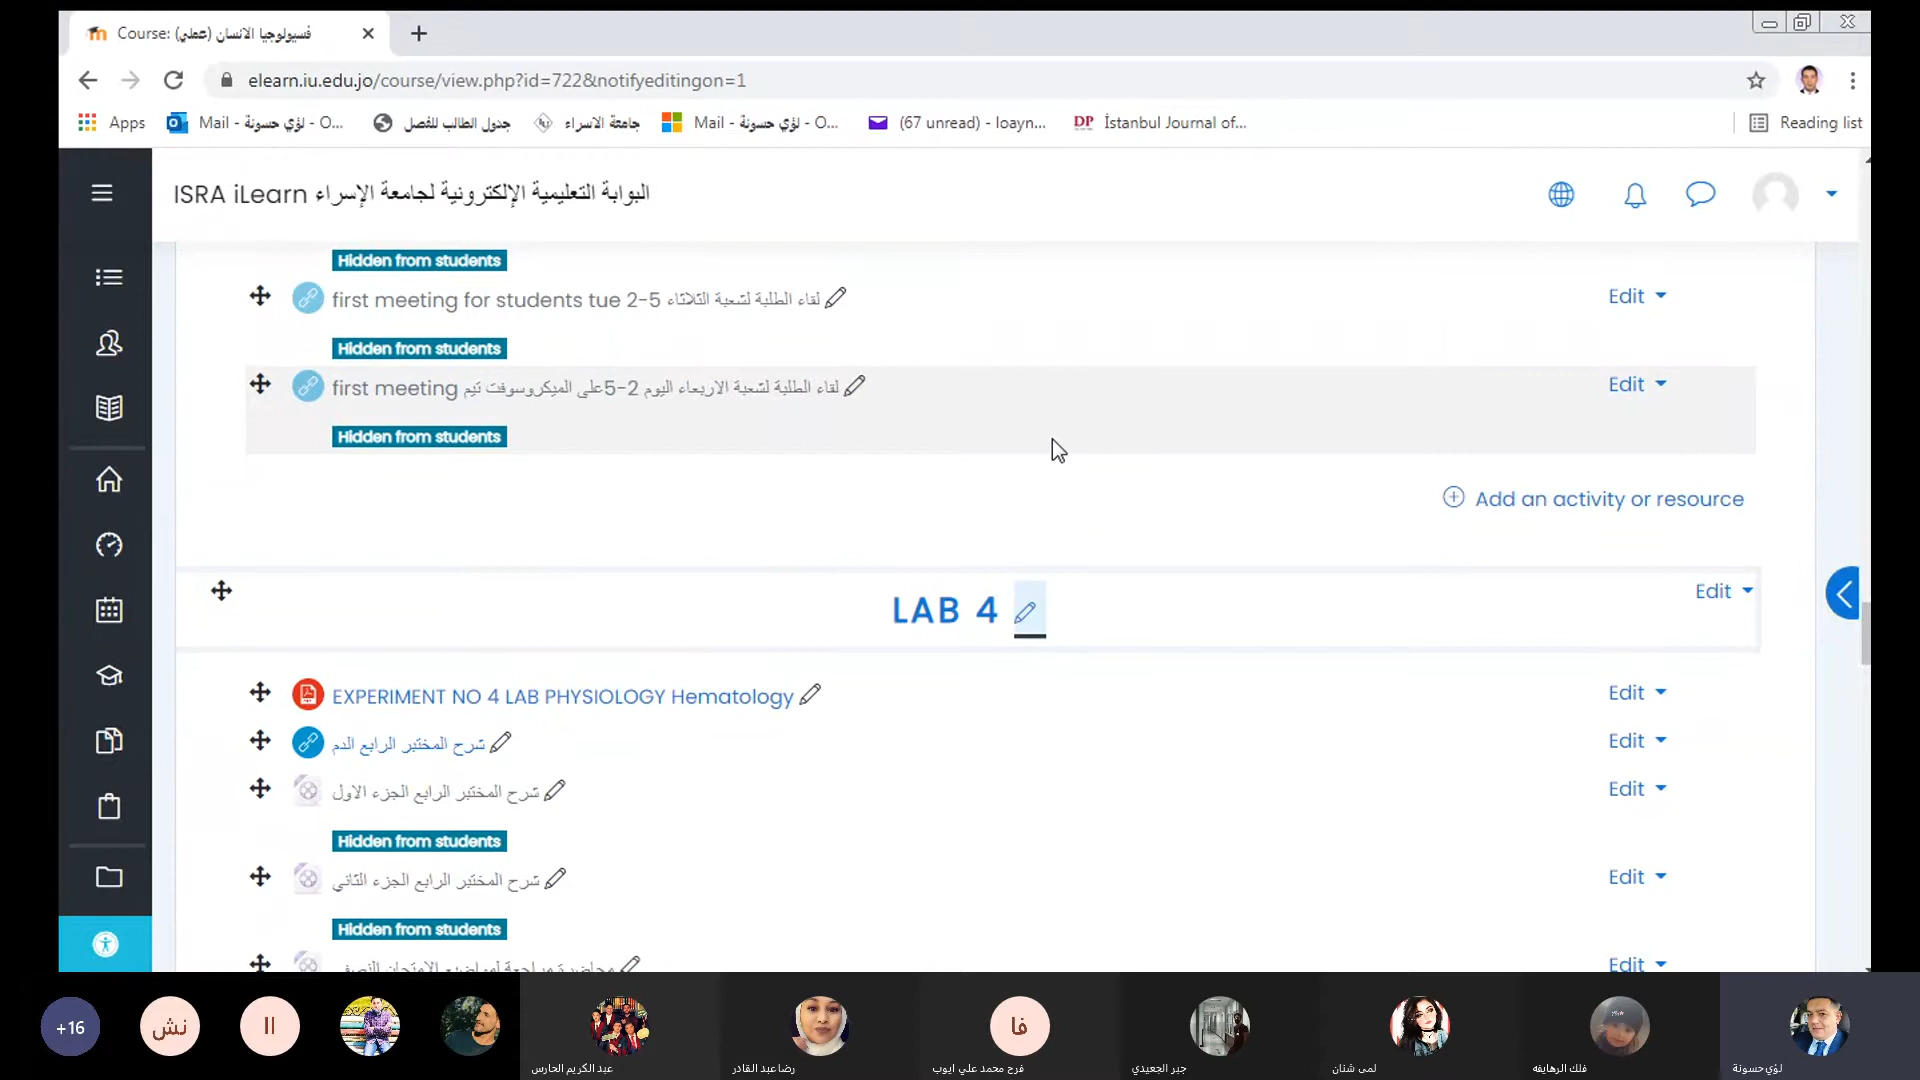 Course: فسيولوجيا الانسان (عملي)
elearn.iu.edu.jo/course/view.php?id=722&notifyeditingon=1
Apps
Mail - لؤي حسونة - O...
جدول الطالب للفصل
جامعة الاسراء
Mail - لؤي حسونة - O...
(67 unread) - loayn...
DP İstanbul Journal of...
Reading list
ISRA iLearn البوابة التعليمية الإلكترونية لجامعة الإسراء
Hidden from students
first meeting for students tue 2-5 لقاء الطلبة لشعبة الثلاثاء
Edit
Hidden from students
first meeting لقاء الطلبة لشعبة الاربعاء اليوم 2-5على الميكروسوفت تيم
Edit
Hidden from students
Add an activity or resource
LAB 4
Edit
EXPERIMENT NO 4 LAB PHYSIOLOGY Hematology
Edit
شرح المختبر الرابع الدم
Edit
شرح المختبر الرابع الجزء الاول
Edit
Hidden from students
شرح المختبر الرابع الجزء الثاني
Edit
Hidden from students
محاضرة مراجعة لمواضيع الامتحان النصفي
Edit
+16
نش
اا
فا
عبد الكريم الحارس
رضا عبد القادر
فرح محمد علي ايوب
جبر الجعيدي
لمى شنان
فلك الرهايفه
لؤي حسونة